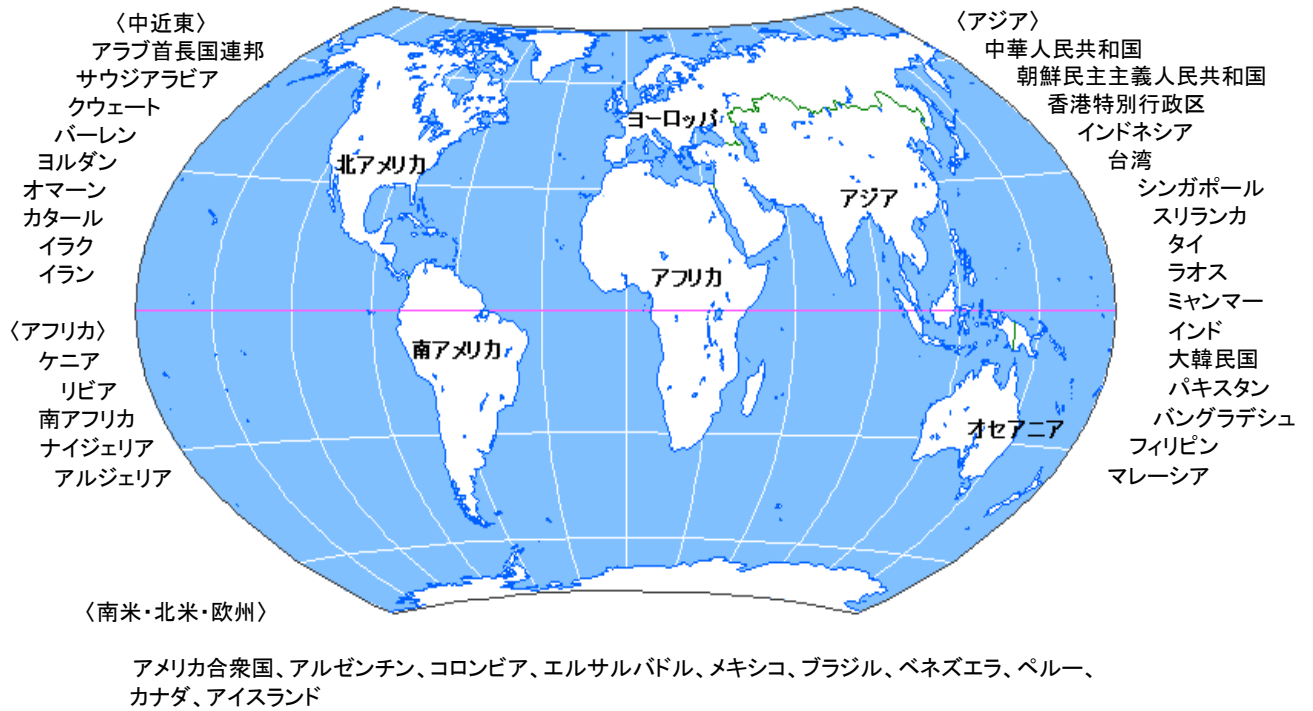 〈中近東〉
アラブ首長国連邦
サウジアラビア
クウェート
バーレン
ヨルダン
オマーン
カタール
イラク
イラン
〈アフリカ〉
ケニア
リビア
南アフリカ
ナイジェリア
アルジェリア
北アメリカ
南アメリカ
ヨーロッパ
アフリカ
アジア
オセアニア
〈アジア〉
中華人民共和国
朝鮮民主主義人民共和国
香港特別行政区
インドネシア
台湾
シンガポール
スリランカ
タイ
ラオス
ミャンマー
インド
大韓民国
パキスタン
バングラデシュ
フィリピン
マレーシア
〈南米・北米・欧州〉
アメリカ合衆国、アルゼンチン、コロンビア、エルサルバドル、メキシコ、ブラジル、ベネズエラ、ペルー、
カナダ、アイスランド